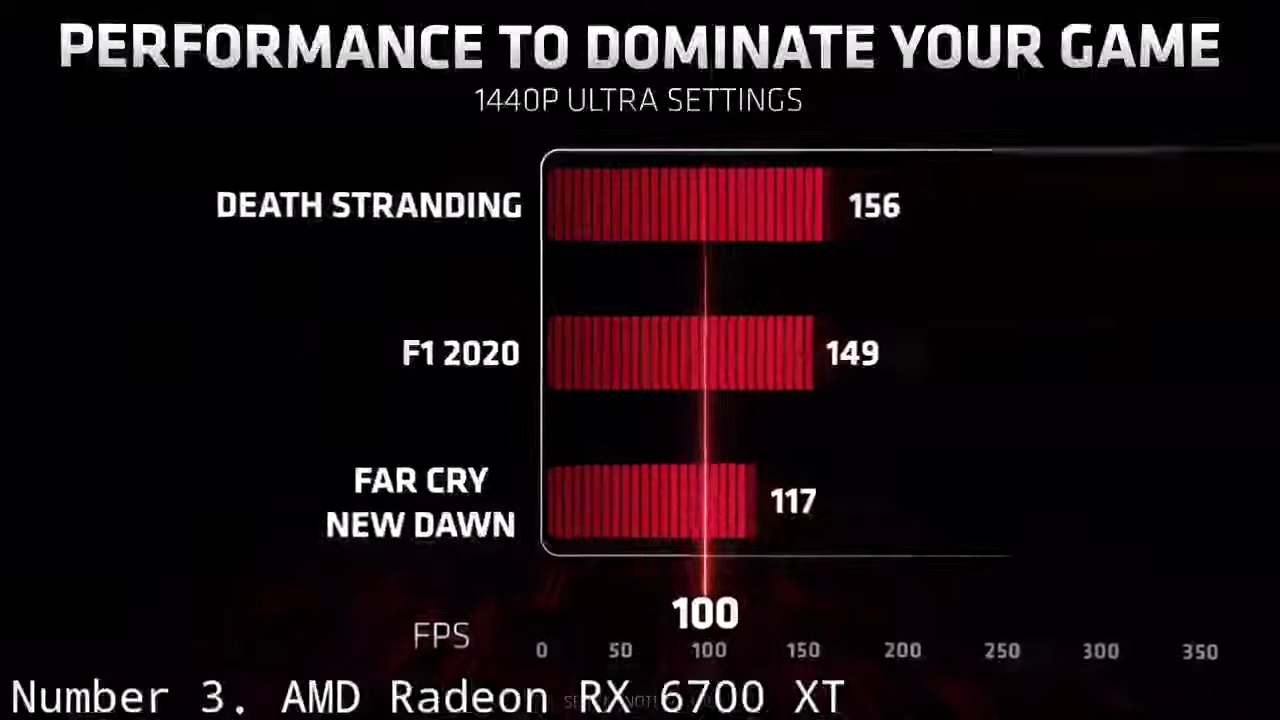 PERFORMANCE TO DOMINATE YOUR GAME
1440P ULTRA SETTINGS
DEATH STRANDING 156
F1 2020 149
FAR CRY
NEW DAWN 117
100
FPS 0 50 100 150 200 250 300 350
Number 3. AMD Radeon RX 6700 XT